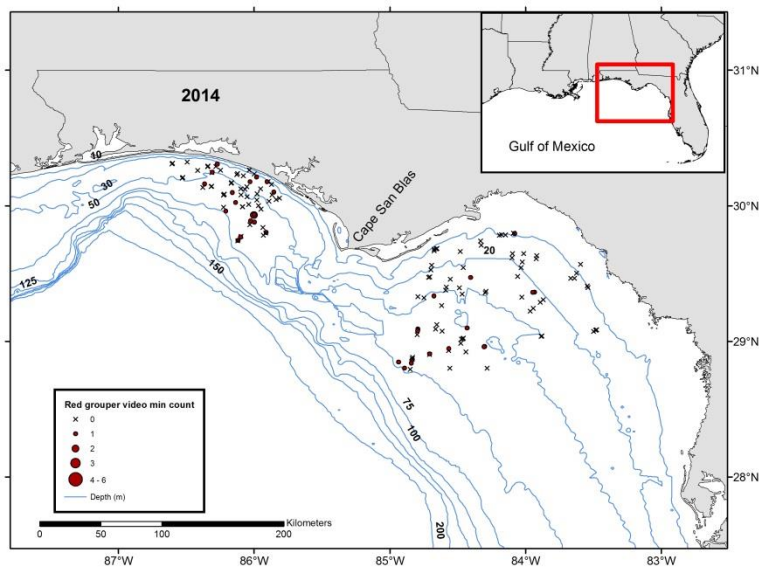 2014
Gulf of Mexico
Cape San Blas
10
30
50
125
150
20
75
100
200
31°N
30°N
29°N
28°N
87°W
86°W
85°W
84°W
83°W
Red grouper video min count
0
1
2
3
4 - 6
Depth (m)
0 50 100 200 Kilometers